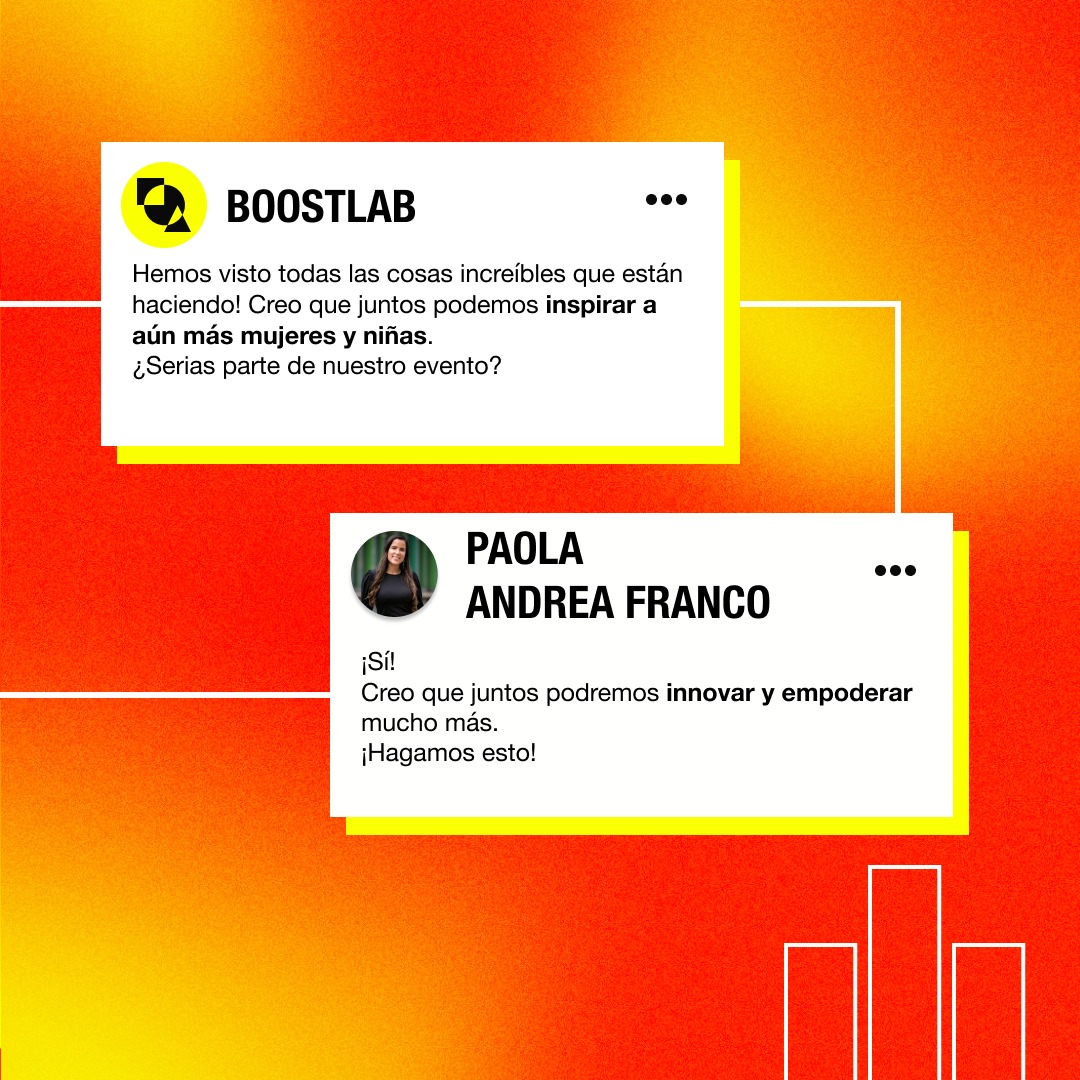 BOOSTLAB
Hemos visto todas las cosas increíbles que están
haciendo! Creo que juntos podemos inspirar a
aún más mujeres y niñas.
¿Serias parte de nuestro evento?
PAOLA
ANDREA FRANCO
¡Sí!
Creo que juntos podremos innovar y empoderar
mucho más.
¡Hagamos esto!